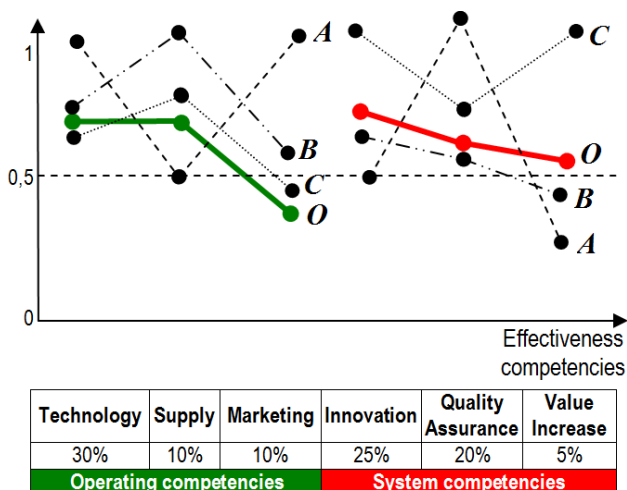 1
A
C
B
O
0,5
C
B
O
A
0
Effectiveness
competencies
Technology Supply Marketing Innovation Quality Assurance Value Increase
30% 10% 10% 25% 20% 5%
Operating competencies System competencies